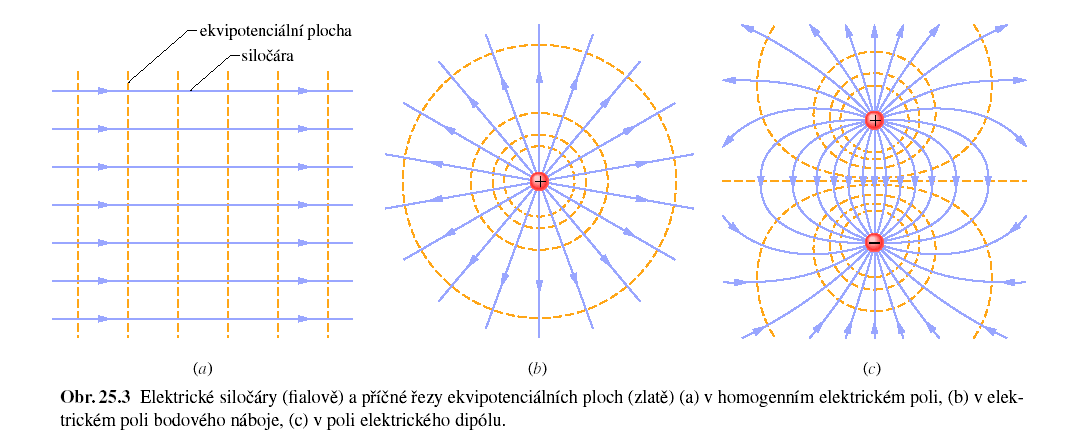 ekvipotenciální plocha
siločára
+
+
−
(a)
(b)
(c)
Obr. 25.3 Elektrické siločáry (fialově) a příčné řezy ekvipotenciálních ploch (zlatě) (a) v homogenním elektrickém poli, (b) v elek-
trickém poli bodového náboje, (c) v poli elektrického dipólu.